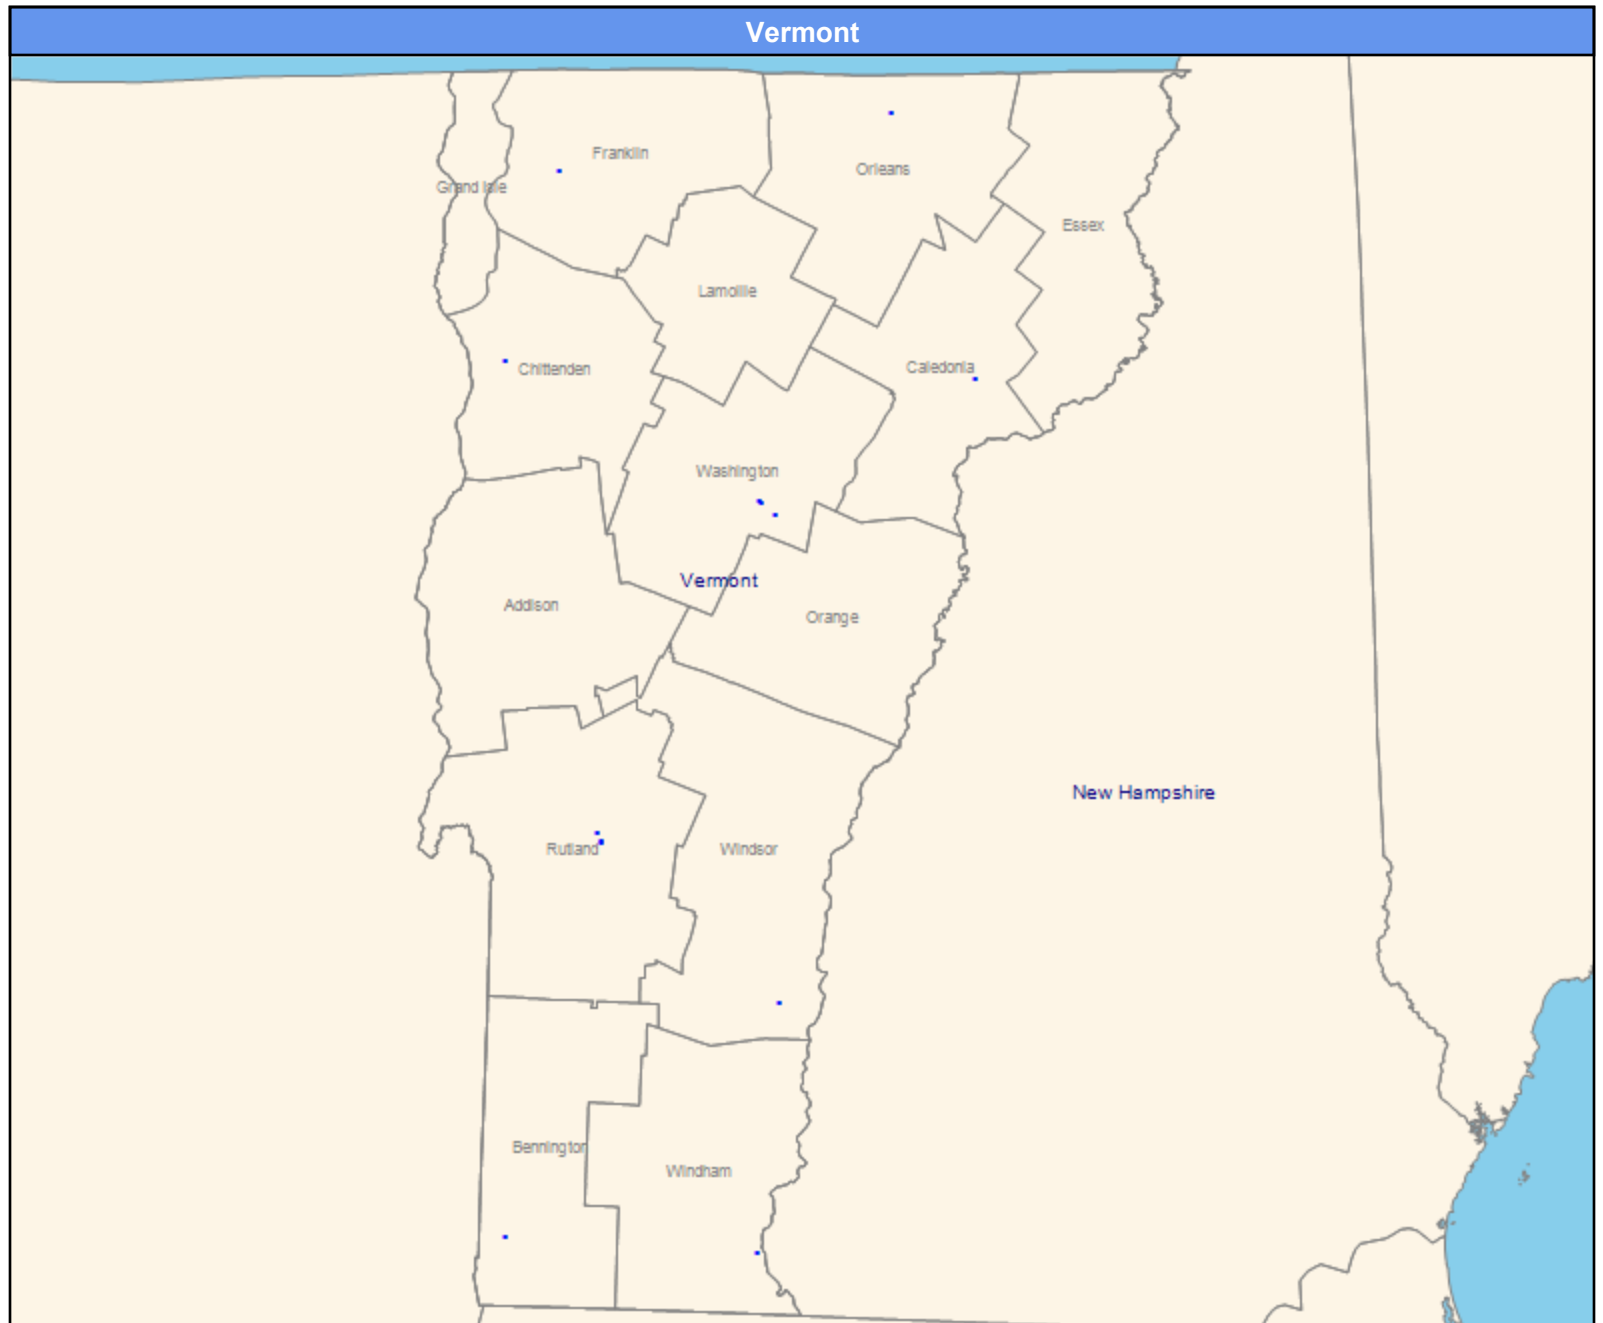 Vermont
Franklin
Orleans
Grand Isle
Essex
Lamoille
Chittenden
Caledonia
Washington
Vermont
Addison
Orange
New Hampshire
Rutland
Windsor
Bennington
Windham